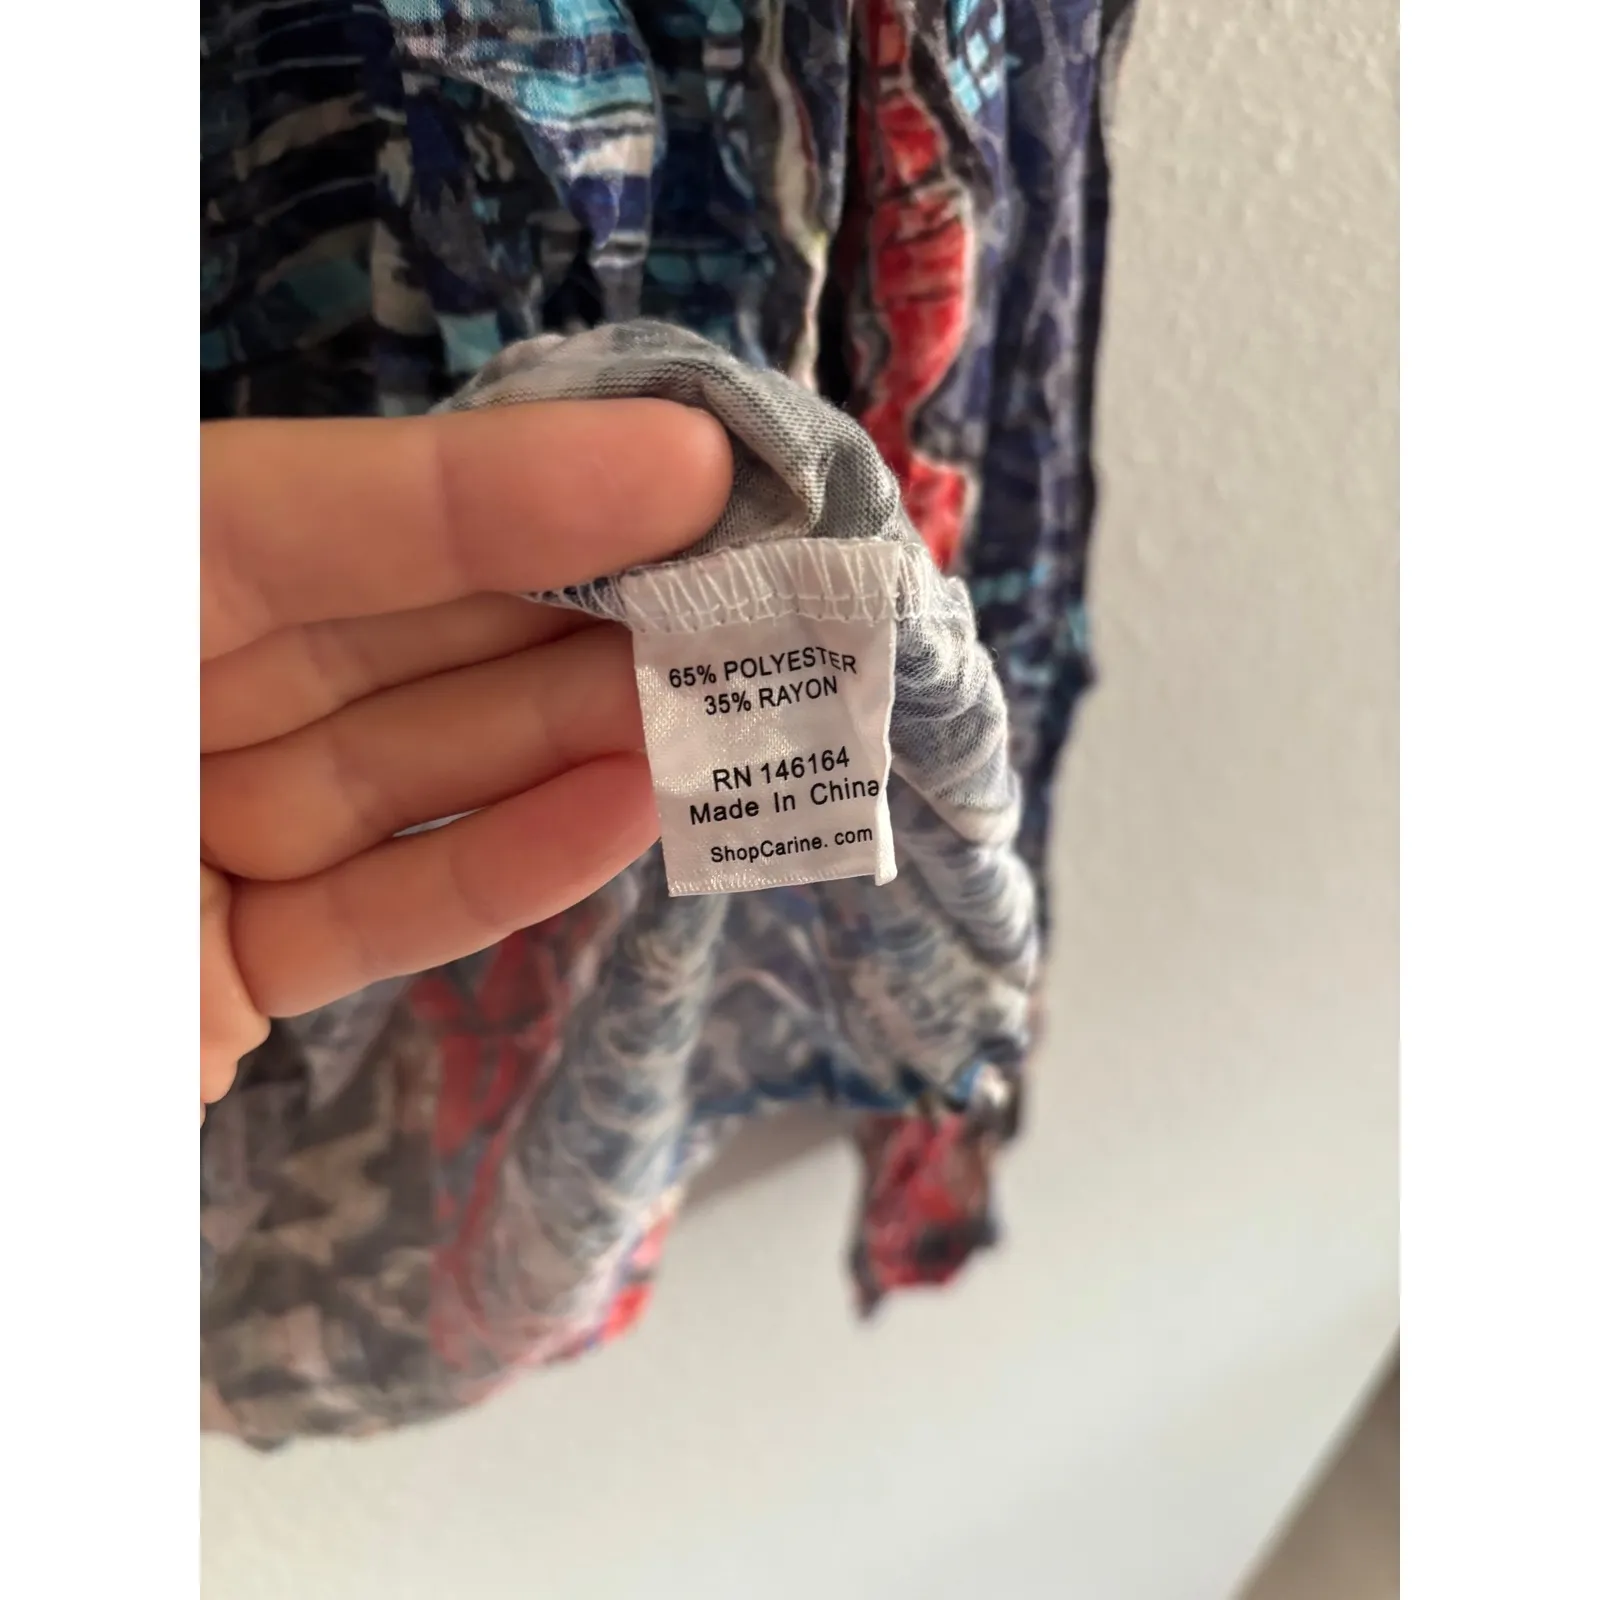 65% POLYESTER
35% RAYON
RN 146164
Made In China
ShopCarine. com